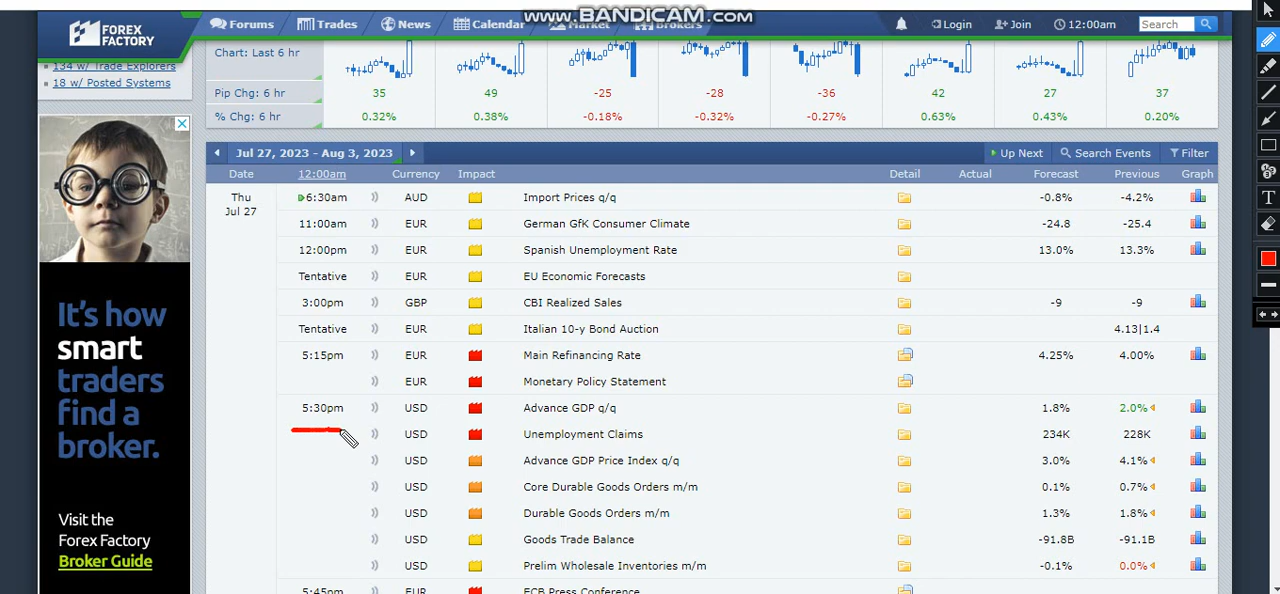 www.BANDICAM.com
FOREX FACTORY
Forums Trades News Calendar Market Brokers Login Join 12:00am Search
134 w/ Trade Explorers
18 w/ Posted Systems
Chart: Last 6 hr
Pip Chg: 6 hr 35 49 -25 -28 -36 42 27 37
% Chg: 6 hr 0.32% 0.38% -0.18% -0.32% -0.27% 0.63% 0.43% 0.20%
Jul 27, 2023 - Aug 3, 2023 Up Next Search Events Filter
Date 12:00am Currency Impact Detail Actual Forecast Previous Graph
Thu Jul 27 6:30am AUD Import Prices q/q -0.8% -4.2%
11:00am EUR German GfK Consumer Climate -24.8 -25.4
12:00pm EUR Spanish Unemployment Rate 13.0% 13.3%
Tentative EUR EU Economic Forecasts
3:00pm GBP CBI Realized Sales -9 -9
Tentative EUR Italian 10-y Bond Auction 4.13|1.4
5:15pm EUR Main Refinancing Rate 4.25% 4.00%
EUR Monetary Policy Statement
5:30pm USD Advance GDP q/q 1.8% 2.0%
USD Unemployment Claims 234K 228K
USD Advance GDP Price Index q/q 3.0% 4.1%
USD Core Durable Goods Orders m/m 0.1% 0.7%
USD Durable Goods Orders m/m 1.3% 1.8%
USD Goods Trade Balance -91.8B -91.1B
USD Prelim Wholesale Inventories m/m -0.1% 0.0%
5:45pm EUR ECB Press Conference
It's how
smart
traders
find a
broker.
Visit the
Forex Factory
Broker Guide